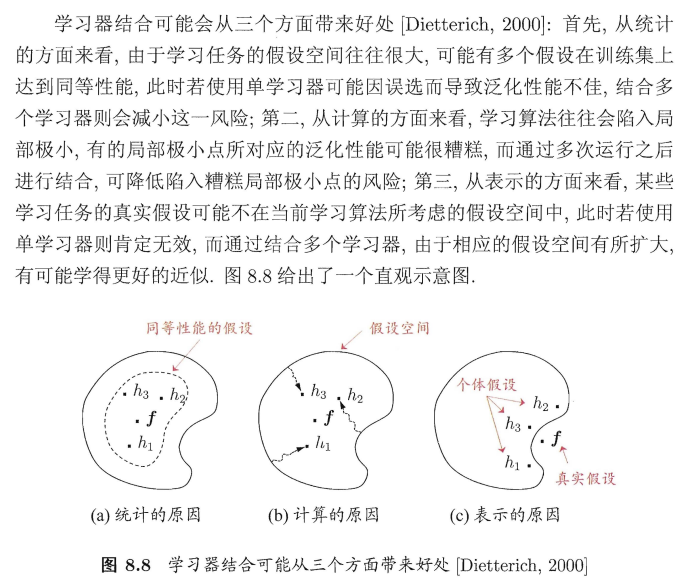 学习器结合可能会从三个方面带来好处 [Dietterich, 2000]: 首先, 从统计
的方面来看, 由于学习任务的假设空间往往很大, 可能有多个假设在训练集上
达到同等性能, 此时若使用单学习器可能因误选而导致泛化性能不佳, 结合多
个学习器则会减小这一风险; 第二, 从计算的方面来看, 学习算法往往会陷入局
部极小, 有的局部极小点所对应的泛化性能可能很糟糕, 而通过多次运行之后
进行结合, 可降低陷入糟糕局部极小点的风险; 第三, 从表示的方面来看, 某些
学习任务的真实假设可能不在当前学习算法所考虑的假设空间中, 此时若使用
单学习器则肯定无效, 而通过结合多个学习器, 由于相应的假设空间有所扩大,
有可能学得更好的近似. 图 8.8 给出了一个直观示意图.
同等性能的假设
h3 h2
f
h1
(a) 统计的原因
假设空间
h3 h2
f
h1
(b) 计算的原因
个体假设
h2
h3
f
h1
真实假设
(c) 表示的原因
图 8.8 学习器结合可能从三个方面带来好处 [Dietterich, 2000]